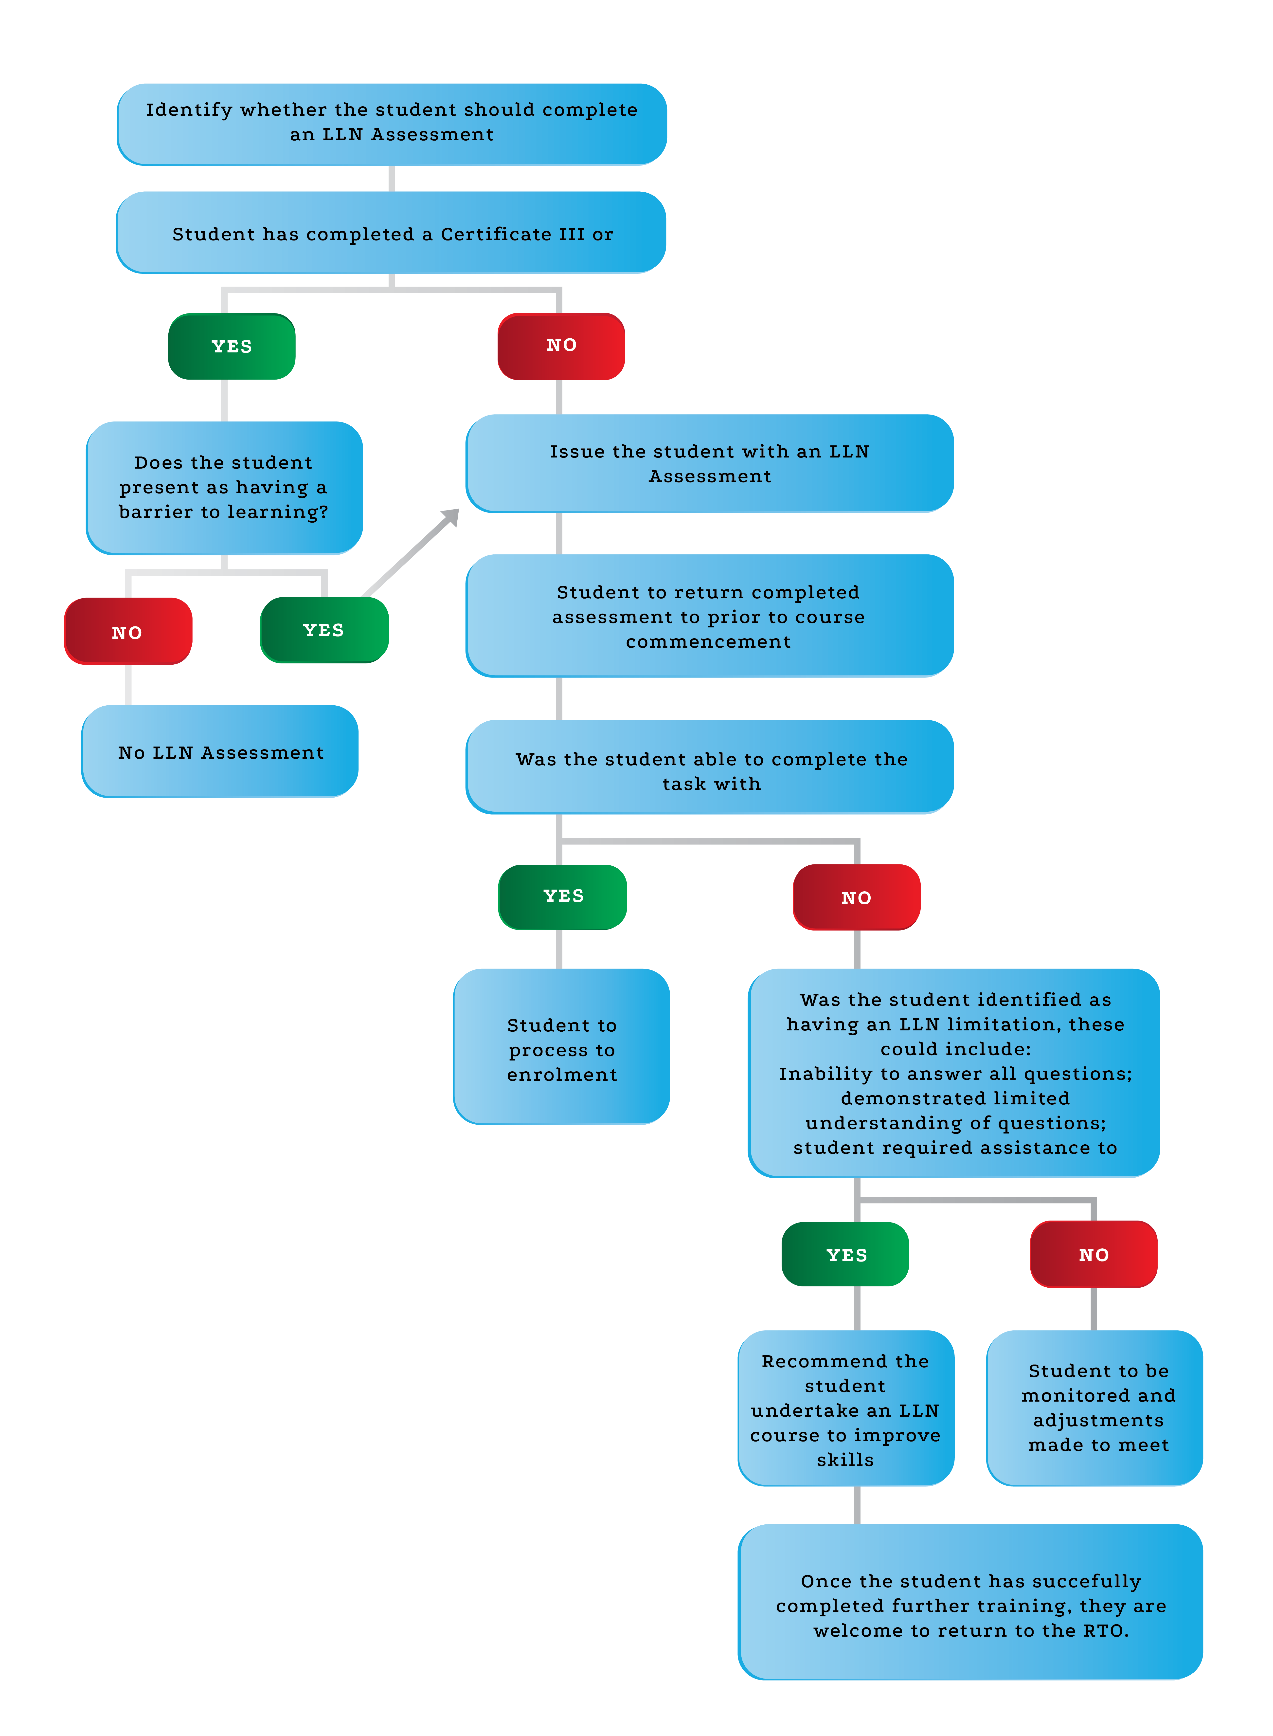 Identify whether the student should complete
an LLN Assessment
Student has completed a Certificate III or
YES
NO
Does the student
present as having a
barrier to learning?
Issue the student with an LLN
Assessment
NO
YES
Student to return completed
assessment to prior to course
commencement
No LLN Assessment
Was the student able to complete the
task with
YES
NO
Student to
process to
enrolment
Was the student identified as
having an LLN limitation, these
could include:
Inability to answer all questions;
demonstrated limited
understanding of questions;
student required assistance to
YES
NO
Recommend the
student
undertake an LLN
course to improve
skills
Student to be
monitored and
adjustments
made to meet
Once the student has succefully
completed further training, they are
welcome to return to the RTO.